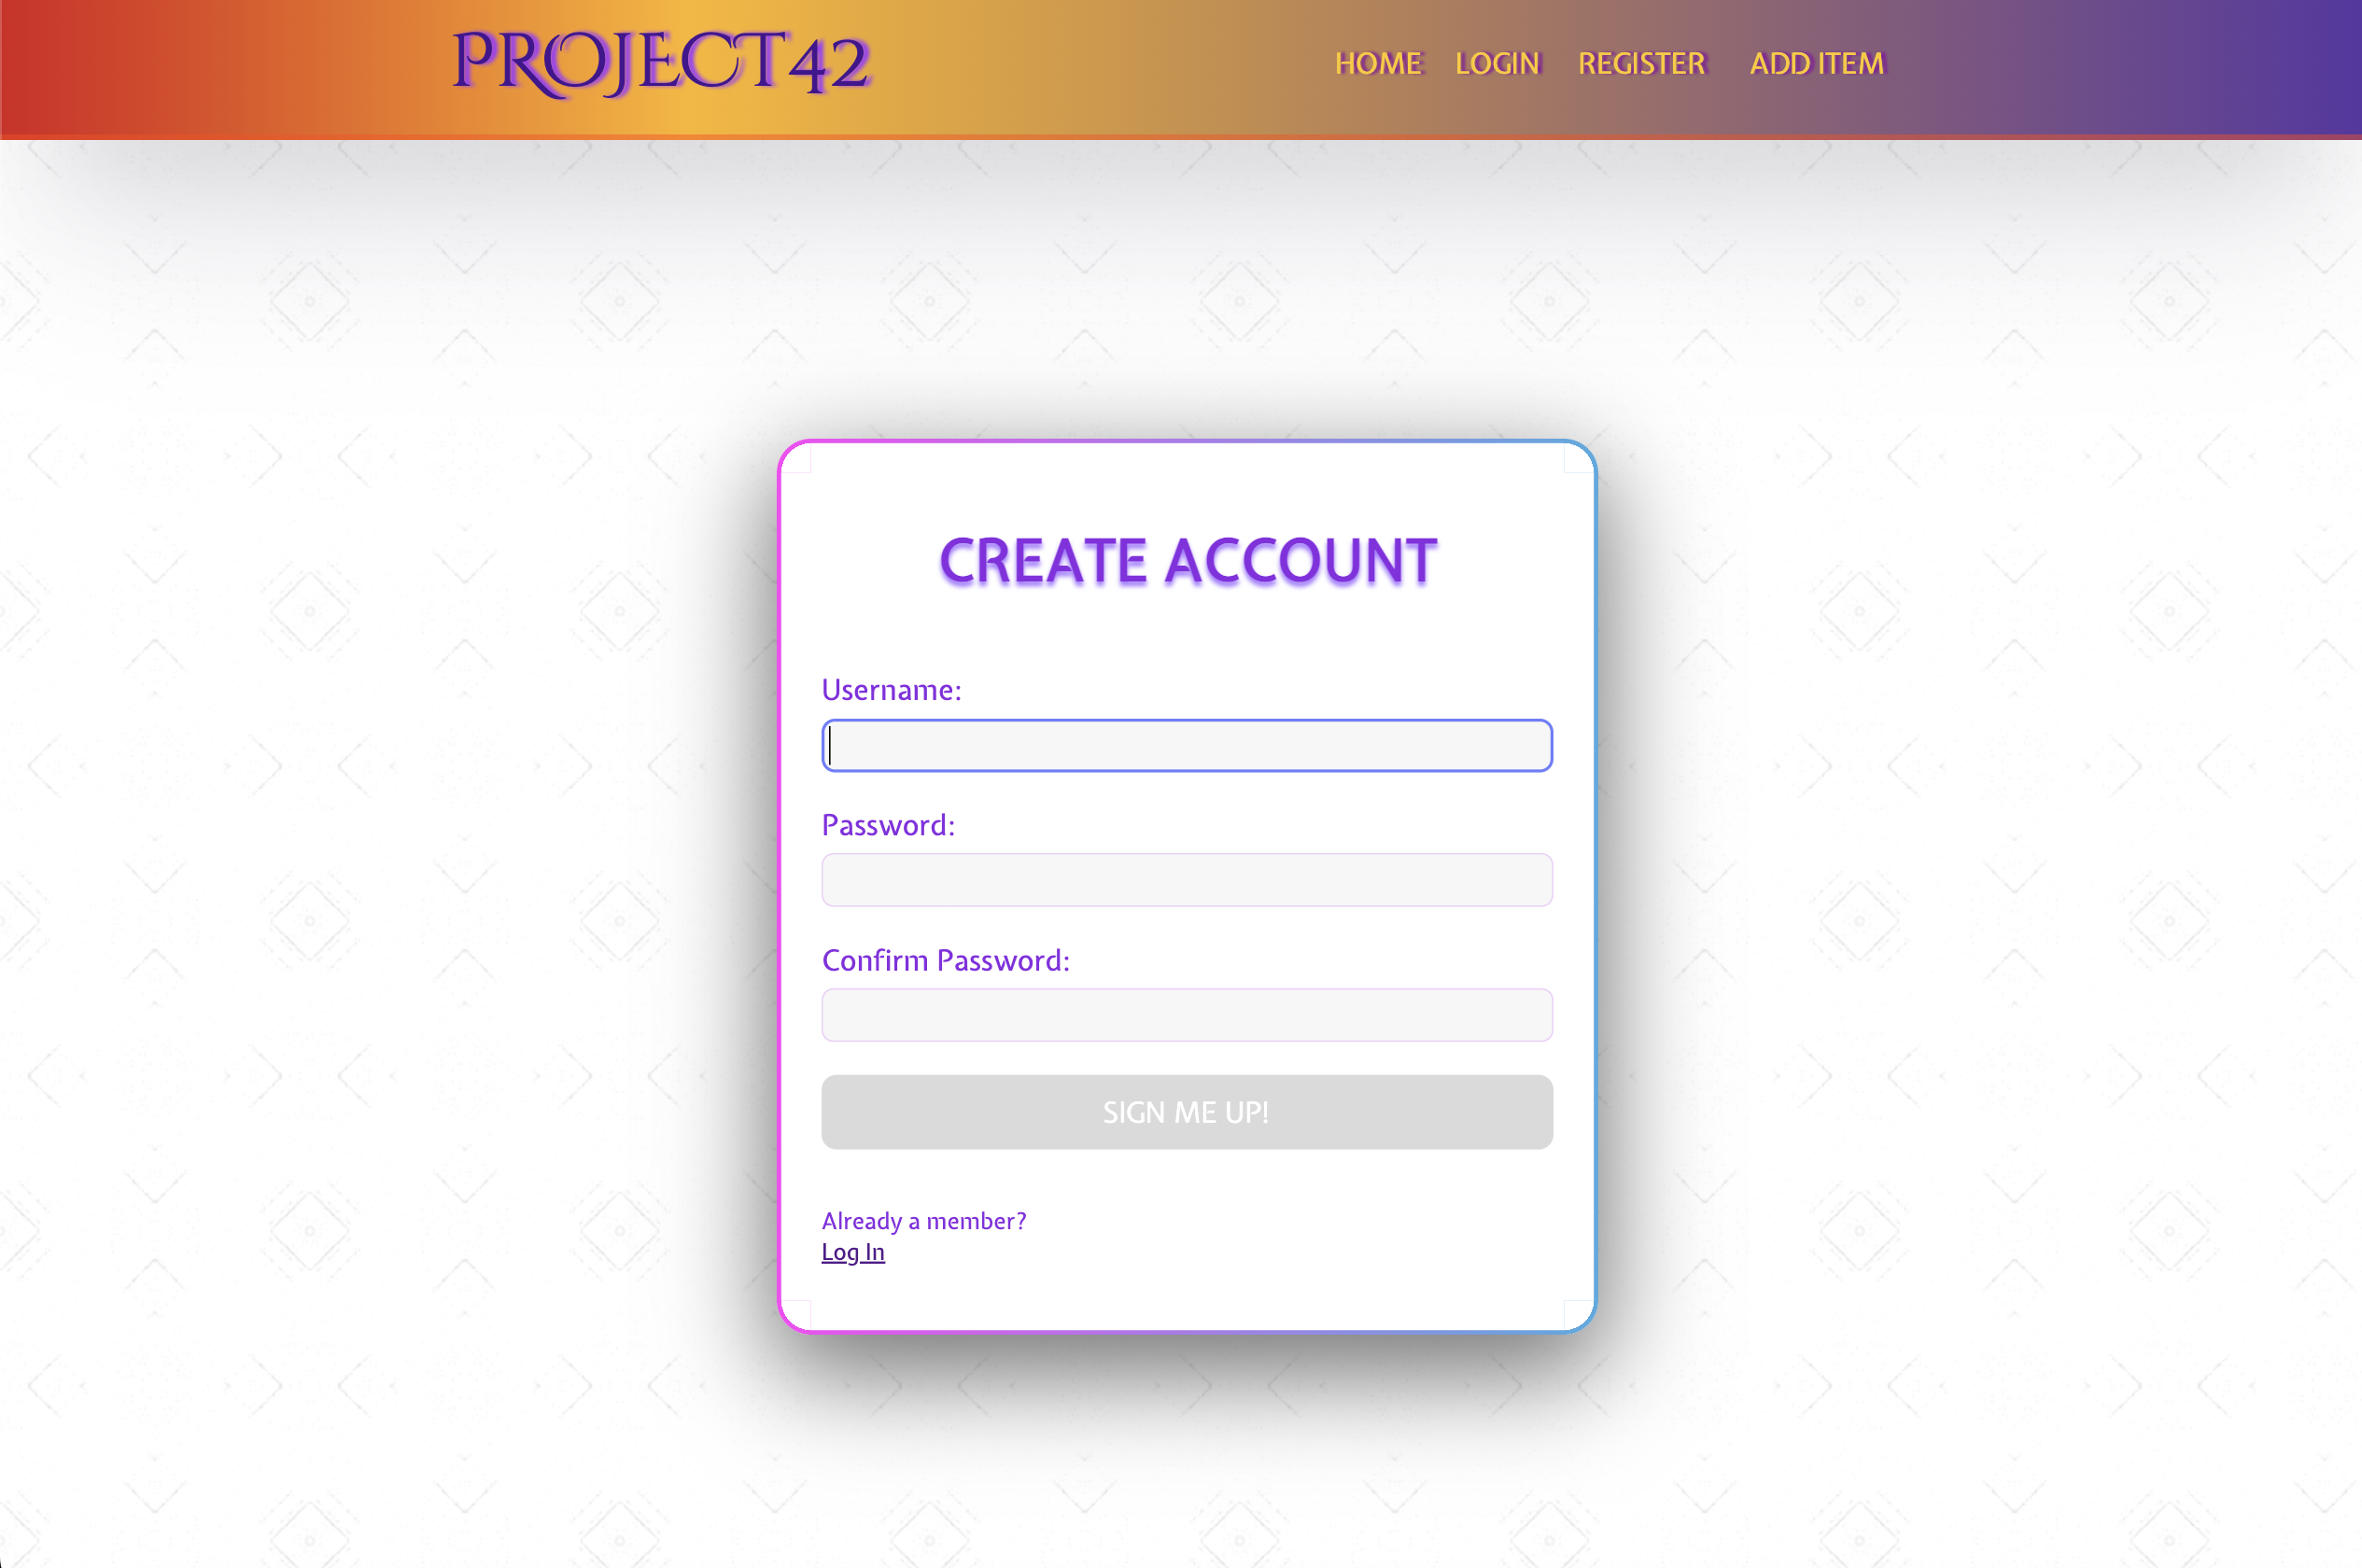 PROJECT42
HOME LOGIN REGISTER ADD ITEM
CREATE ACCOUNT
Username:
Password:
Confirm Password:
SIGN ME UP!
Already a member?
Log In